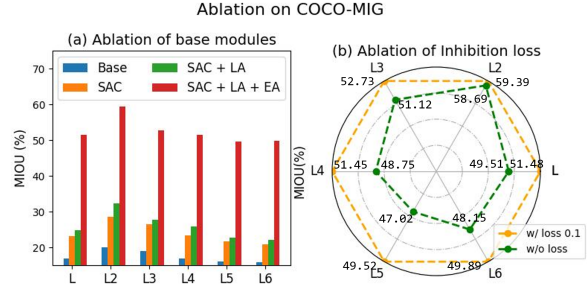 Ablation on COCO-MIG
(a) Ablation of base modules
MIOU (%)
70
60
50
40
30
20
Base
SAC
SAC + LA
SAC + LA + EA
L L2 L3 L4 L5 L6
(b) Ablation of Inhibition loss
MIOU(%)
L3 L2
52.73 59.39
51.12 58.69
L4 51.45 48.75 49.51 51.48 L
47.02 48.15
49.52 49.89
L5 L6
w/ loss 0.1
w/o loss